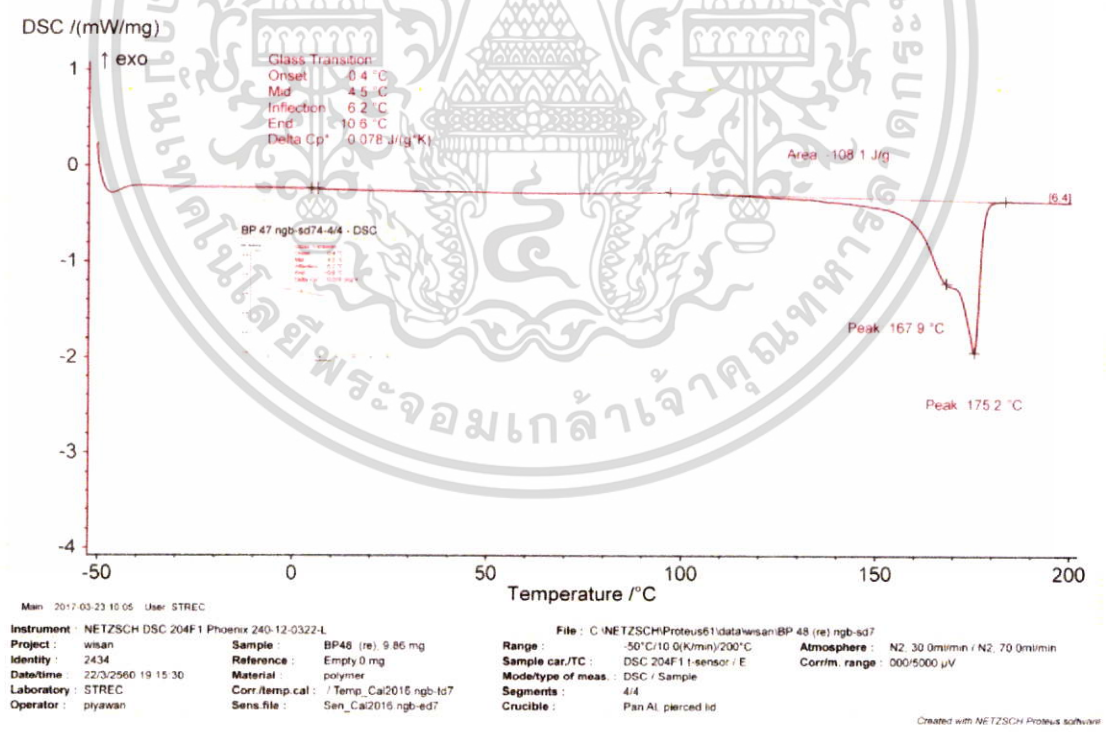 DSC /(mW/mg)
↑ exo
Glass Transition
Onset 0.4 °C
Mid 4.5 °C
Inflection 6.2 °C
End 10.6 °C
Delta Cp* 0.078 J/(g*K)
1
0
-1
-2
-3
-4
Area -108.1 J/g
[6.4]
BP 47 ngb-sd74-4/4 - DSC
Peak 167.9 °C
Peak 175.2 °C
พระจอมเกล้าเจ้าคุณทหารลาดกระ
-50 0 50 100 150 200
Temperature /°C
Main 2017-03-23 10:05 User STREC
Instrument : NETZSCH DSC 204F1 Phoenix 240-12-0322-L
File : C:\NETZSCH\Proteus61\data\wisan\BP 48 (re) ngb-sd7
Project : wisan
Sample : BP48 (re), 9.86 mg
Range : -50°C/10.0(K/min)/200°C
Atmosphere : N2, 30.0ml/min / N2, 70.0ml/min
Identity : 2434
Reference : Empty,0 mg
Sample car./TC : DSC 204F1 t-sensor / E
Corr/m. range : 000/5000 µV
Date/time : 22/3/2560 19:15:30
Material : polymer
Mode/type of meas. : DSC / Sample
Laboratory : STREC
Corr./temp.cal : / Temp_Cal2016.ngb-td7
Segments : 4/4
Operator : piyawan
Sens.file : Sen_Cal2016.ngb-ed7
Crucible : Pan Al, pierced lid
Created with NETZSCH Proteus software